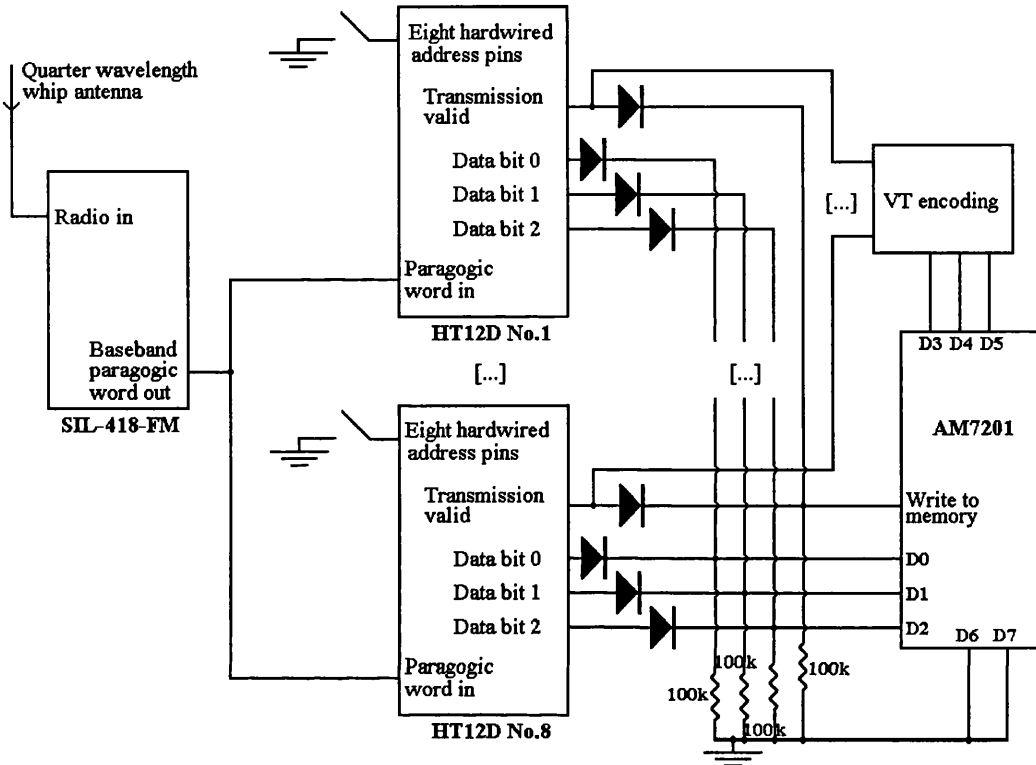 Quarter wavelength
whip antenna
Radio in
Baseband
paragogic
word out
SIL-418-FM
Eight hardwired
address pins
Transmission
valid
Data bit 0
Data bit 1
Data bit 2
Paragogic
word in
HT12D No.1
[...]
Eight hardwired
address pins
Transmission
valid
Data bit 0
Data bit 1
Data bit 2
Paragogic
word in
HT12D No.8
[...]
[...]
VT encoding
D3 D4 D5
AM7201
Write to
memory
D0
D1
D2
D6 D7
100k
100k
100k
100k